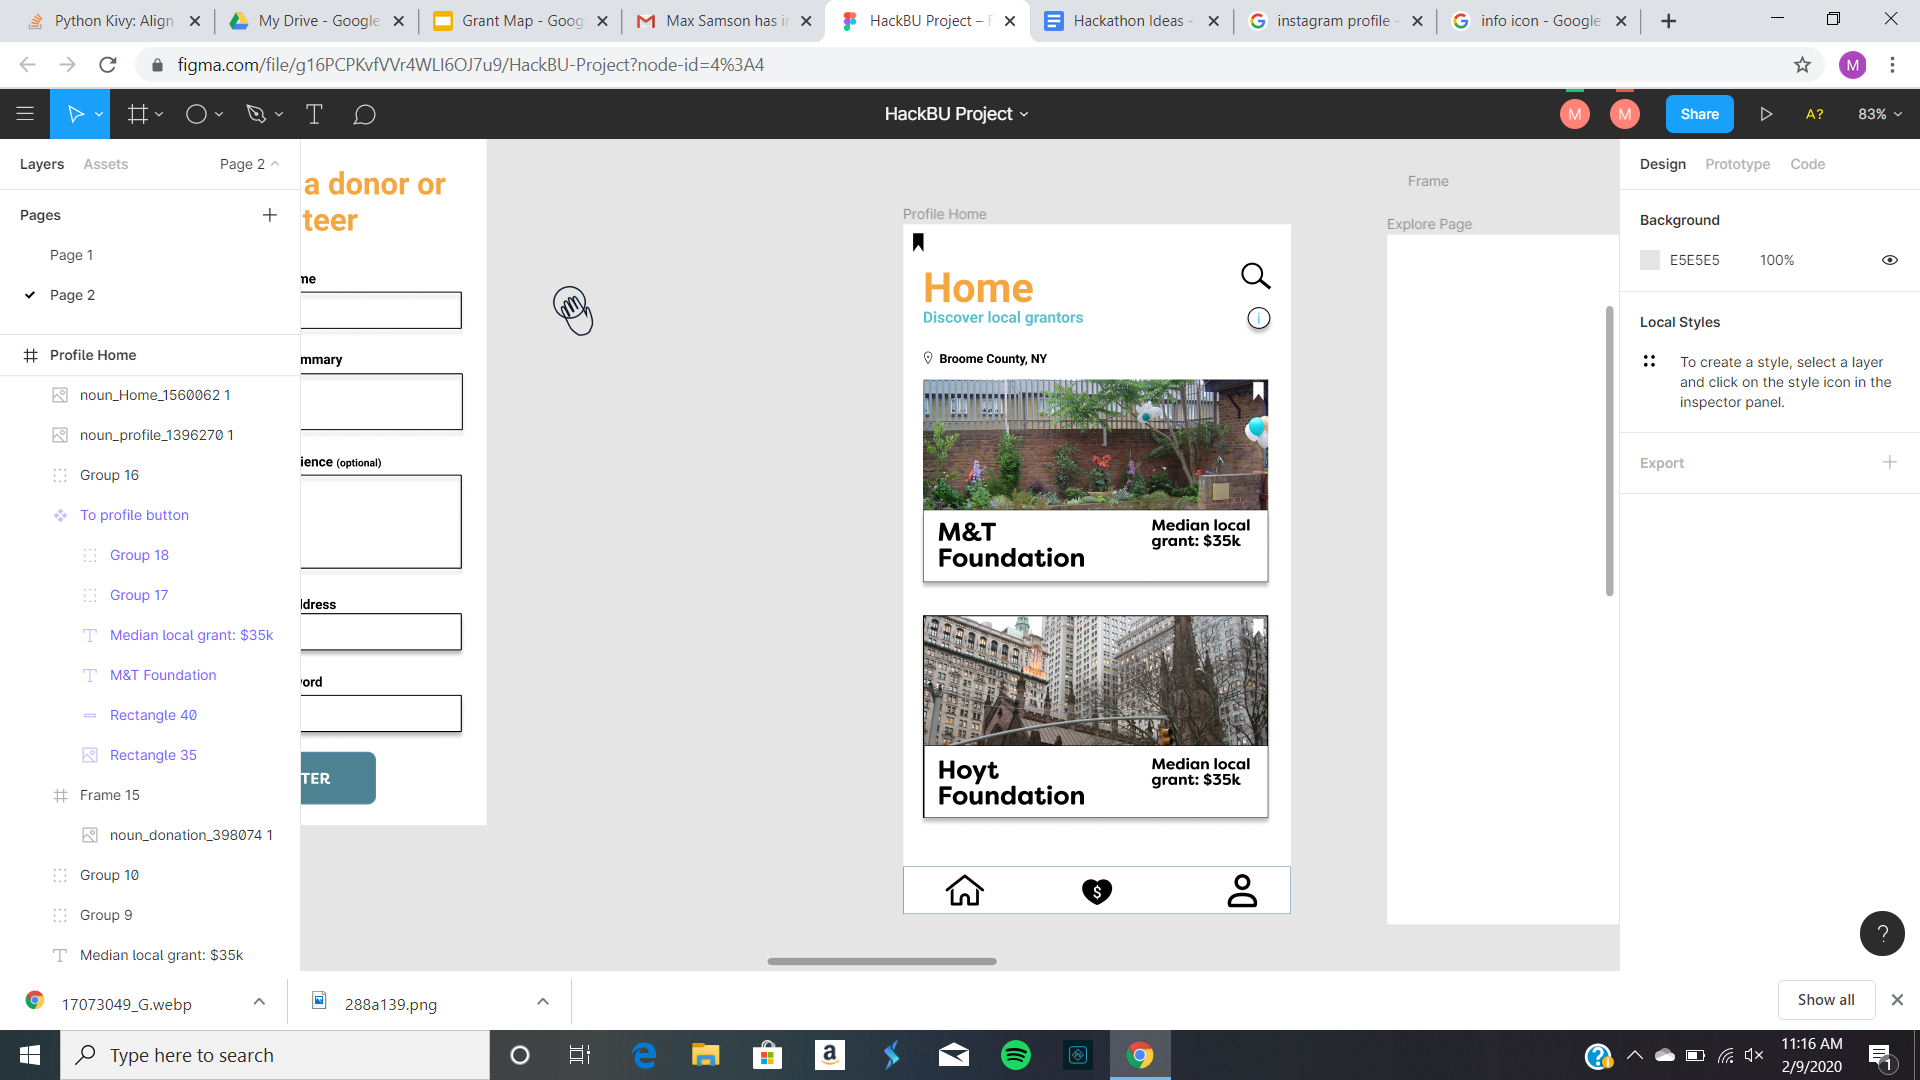 Python Kivy: Align
My Drive - Google
Grant Map - Goog
Max Samson has in
HackBU Project – F
Hackathon Ideas -
instagram profile -
info icon - Google
figma.com/file/g16PCPKvfVVr4WLI6OJ7u9/HackBU-Project?node-id=4%3A4
M
HackBU Project
M
M
Share
A?
83%
Layers
Assets
Page 2
Pages
Page 1
Page 2
Profile Home
noun_Home_1560062 1
noun_profile_1396270 1
Group 16
To profile button
Group 18
Group 17
Median local grant: $35k
M&T Foundation
Rectangle 40
Rectangle 35
Frame 15
noun_donation_398074 1
Group 10
Group 9
Median local grant: $35k
a donor or
teer
me
mmary
ience (optional)
ldress
ord
TER
Profile Home
Home
Discover local grantors
i
Broome County, NY
M&T
Foundation
Median local
grant: $35k
Hoyt
Foundation
Median local
grant: $35k
$
Frame
Explore Page
Design
Prototype
Code
Background
E5E5E5
100%
Local Styles
To create a style, select a layer
and click on the style icon in the
inspector panel.
Export
?
17073049_G.webp
288a139.png
Show all
Type here to search
a
11:16 AM
2/9/2020
1